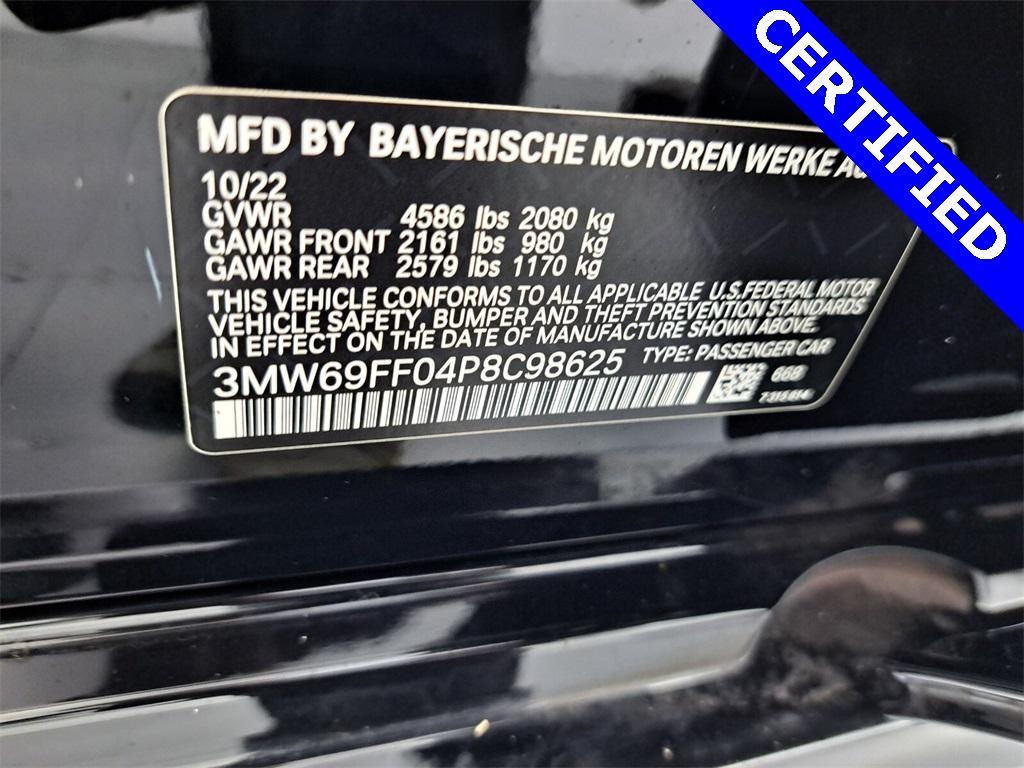 CERTIFIED
MFD BY BAYERISCHE MOTOREN WERKE
10/22
GVWR 4586 lbs 2080 kg
GAWR FRONT 2161 lbs 980 kg
GAWR REAR 2579 lbs 1170 kg
THIS VEHICLE CONFORMS TO ALL APPLICABLE U.S.FEDERAL MOTOR
VEHICLE SAFETY, BUMPER AND THEFT PREVENTION STANDARDS
IN EFFECT ON THE DATE OF MANUFACTURE SHOWN ABOVE.
3MW69FF04P8C98625 TYPE: PASSENGER CAR
668